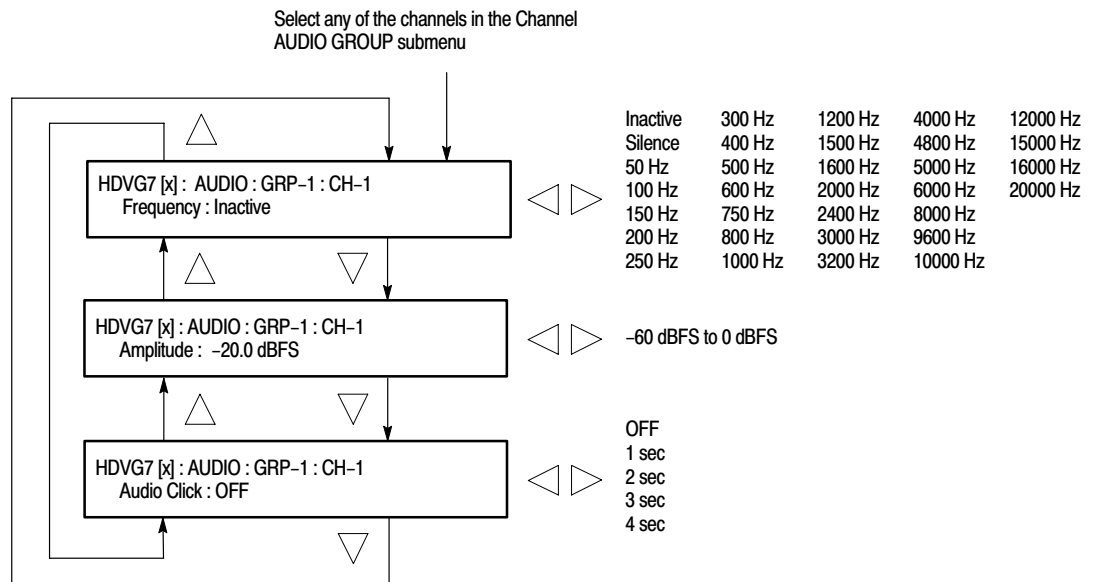 Select any of the channels in the Channel
AUDIO GROUP submenu
HDVG7 [x] : AUDIO : GRP–1 : CH–1
Frequency : Inactive
Inactive 300 Hz 1200 Hz 4000 Hz 12000 Hz
Silence 400 Hz 1500 Hz 4800 Hz 15000 Hz
50 Hz 500 Hz 1600 Hz 5000 Hz 16000 Hz
100 Hz 600 Hz 2000 Hz 6000 Hz 20000 Hz
150 Hz 750 Hz 2400 Hz 8000 Hz
200 Hz 800 Hz 3000 Hz 9600 Hz
250 Hz 1000 Hz 3200 Hz 10000 Hz
HDVG7 [x] : AUDIO : GRP–1 : CH–1
Amplitude : –20.0 dBFS
–60 dBFS to 0 dBFS
HDVG7 [x] : AUDIO : GRP–1 : CH–1
Audio Click : OFF
OFF
1 sec
2 sec
3 sec
4 sec